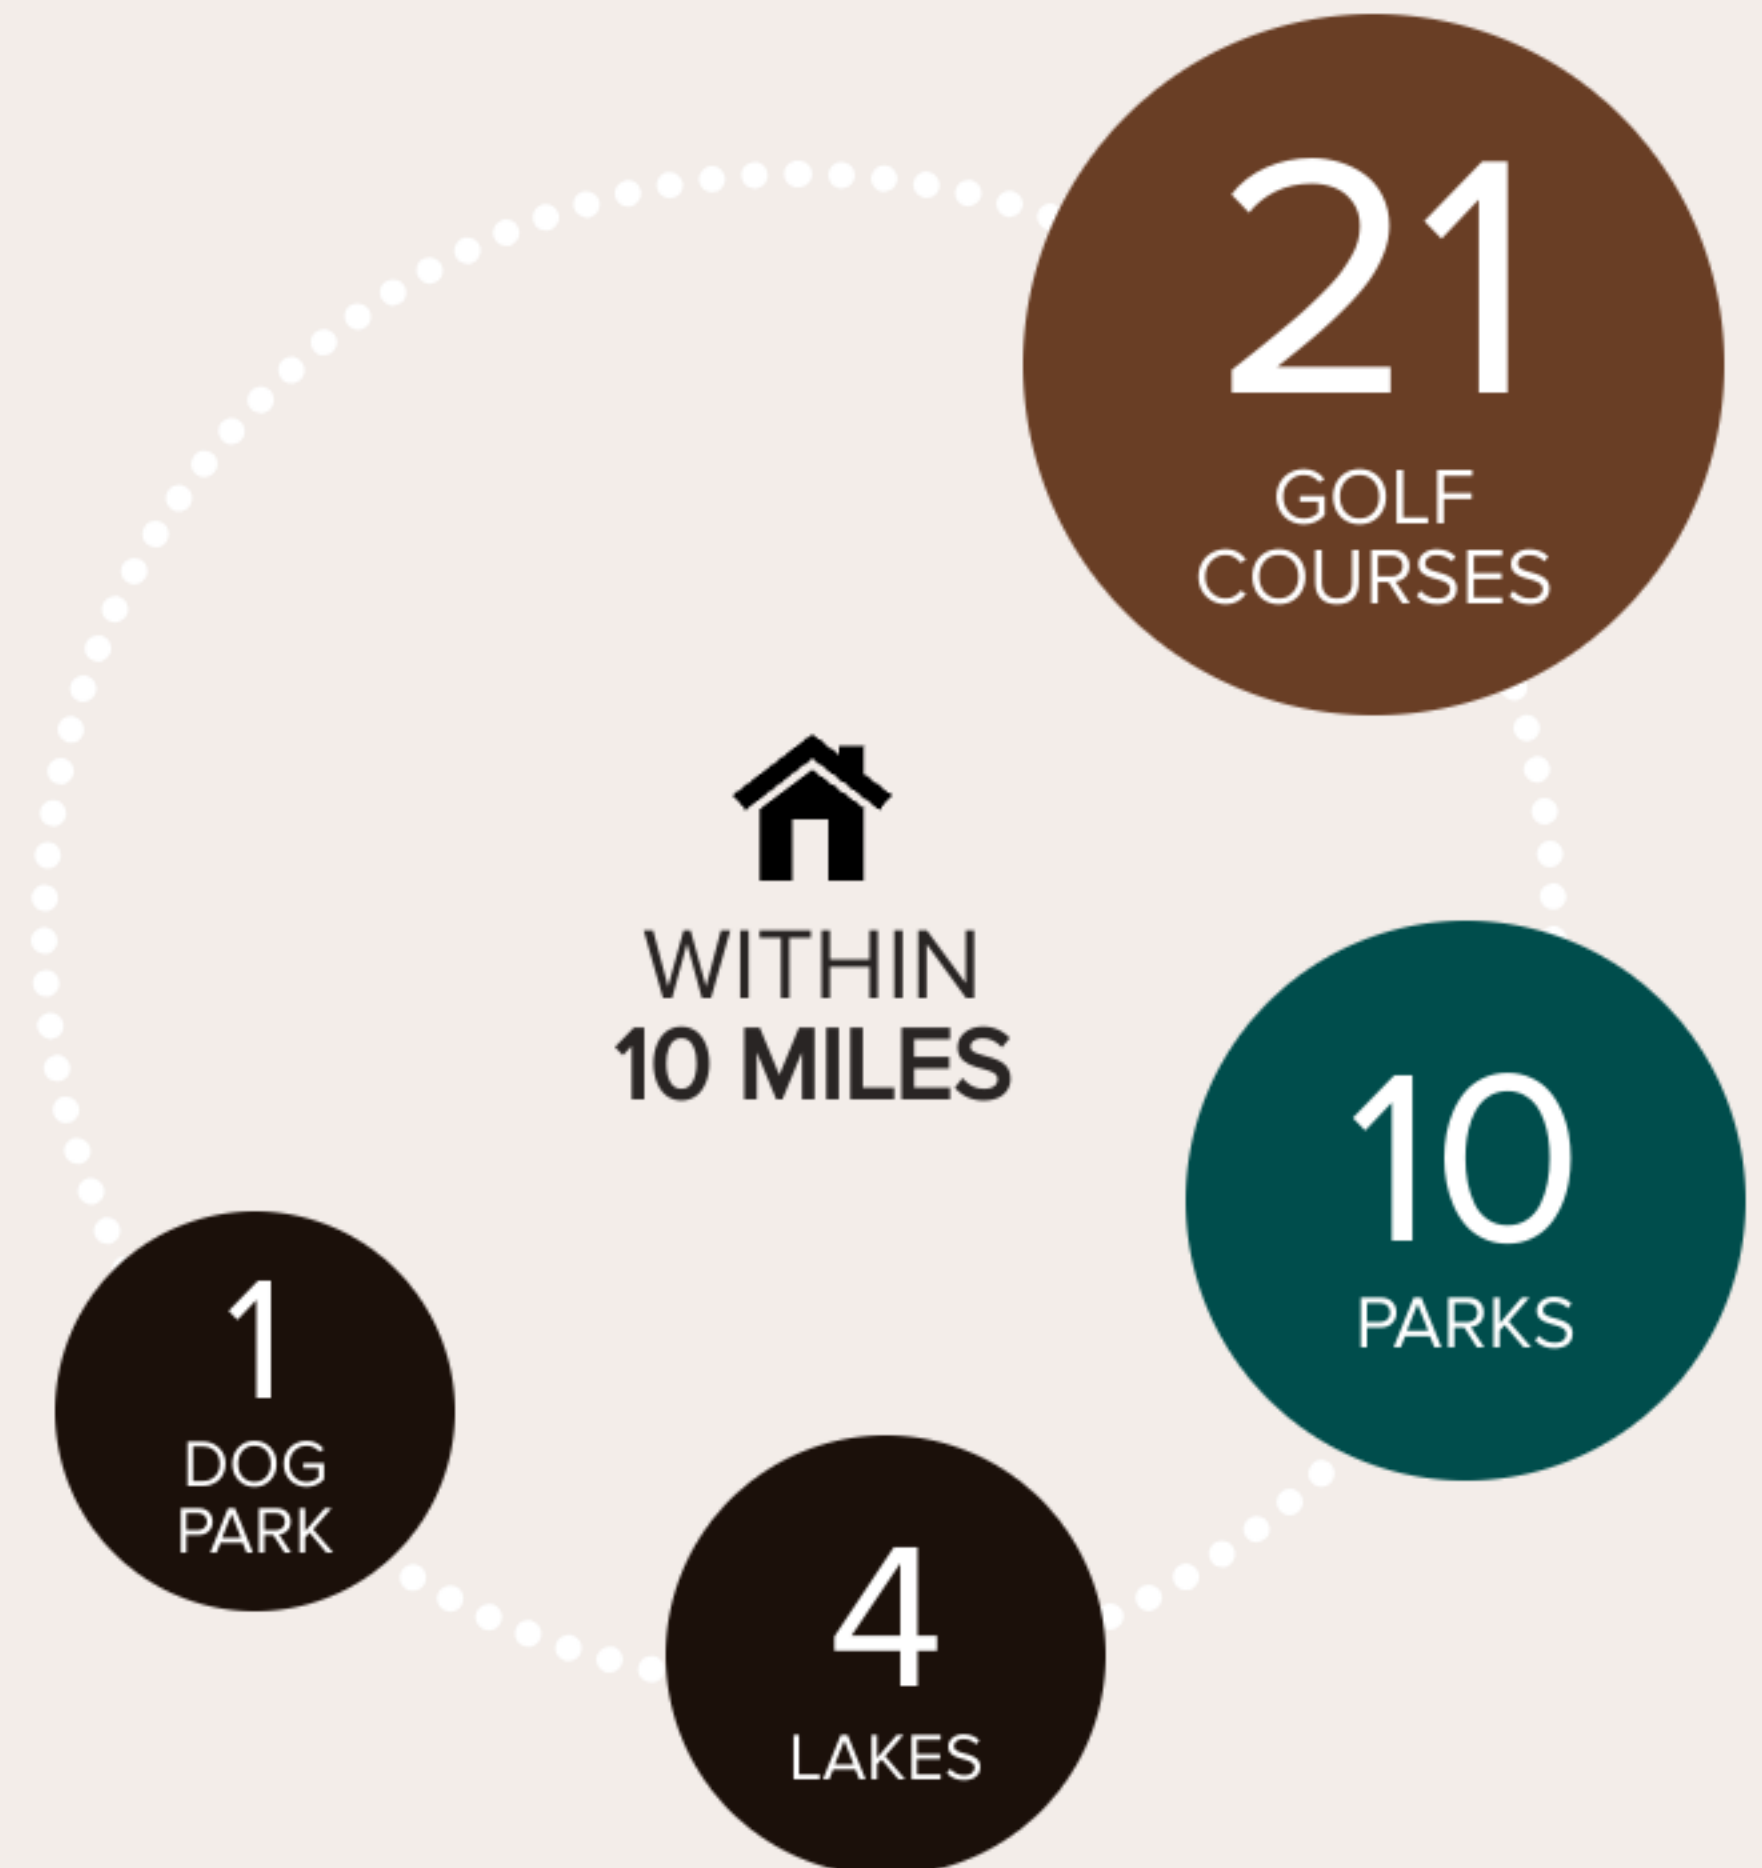 21
GOLF
COURSES
WITHIN
10 MILES
10
PARKS
1
DOG
PARK
4
LAKES